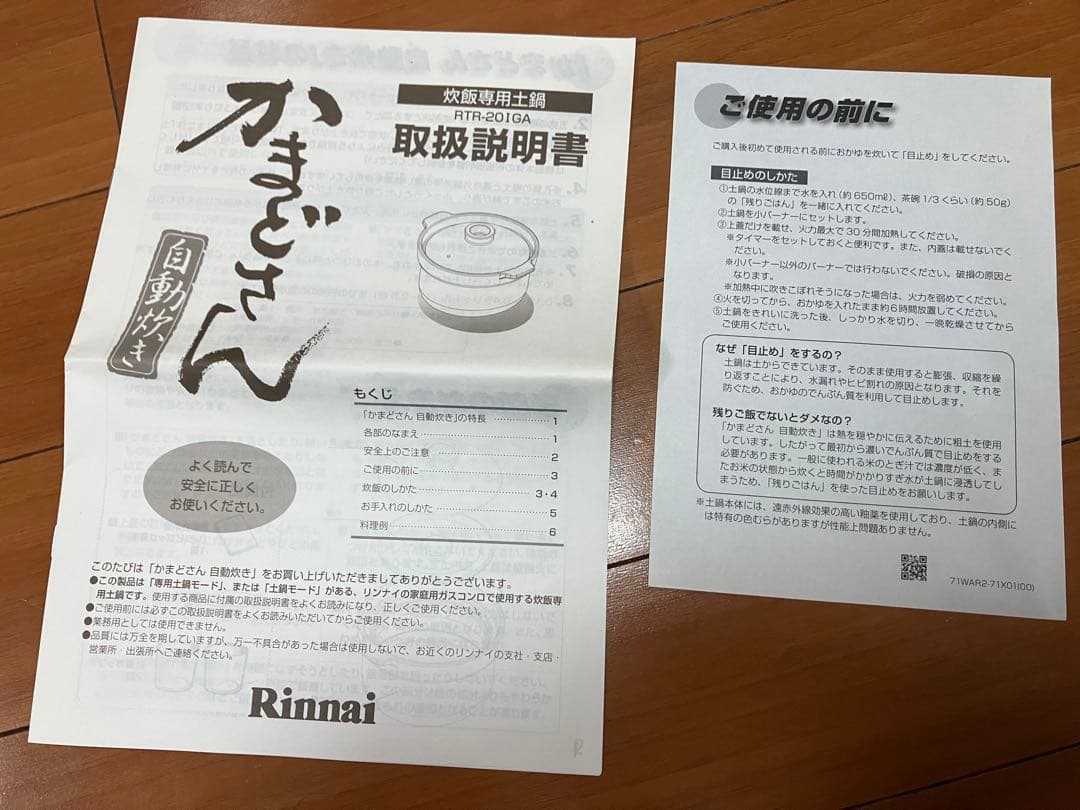 かまどさん
自動炊き
炊飯専用土鍋
RTR-20IGA
取扱説明書
もくじ
「かまどさん 自動炊き」の特長 1
各部のなまえ 1
安全上のご注意 2
ご使用の前に 3
炊飯のしかた 3・4
お手入れのしかた 5
料理例 6
よく読んで
安全に正しく
お使いください。
このたびは「かまどさん 自動炊き」をお買い上げいただきましてありがとうございます。
●この製品は「専用土鍋モード」、または「土鍋モード」がある、リンナイの家庭用ガスコンロで使用する炊飯専
用土鍋です。使用する商品に付属の取扱説明書をよくお読みになり、正しくご使用ください。
●ご使用前には必ずこの取扱説明書をよくお読みいただいてからご使用ください。
●業務用としては使用できません。
●品質には万全を期していますが、万一不具合があった場合は使用しないで、お近くのリンナイの支社・支店・
営業所・出張所へご連絡ください。
Rinnai
ご使用の前に
ご購入後初めて使用される前におかゆを炊いて「目止め」をしてください。
目止めのしかた
①土鍋の水位線まで水を入れ(約650mℓ)、茶碗1/3くらい(約50g)
の「残りごはん」を一緒に入れてください。
②土鍋を小バーナーにセットします。
③上蓋だけを載せ、火力最大で30分間加熱してください。
※タイマーをセットしておくと便利です。また、内蓋は載せないでく
ださい。
※小バーナー以外のバーナーでは行わないでください。破損の原因と
なります。
※加熱中に吹きこぼれそうになった場合は、火力を弱めてください。
④火を切ってから、おかゆを入れたまま約6時間放置してください。
⑤土鍋をきれいに洗った後、しっかり水を切り、一晩乾燥させてから
ご使用ください。
なぜ「目止め」をするの?
土鍋は土からできています。そのまま使用すると膨張、収縮を繰
り返すことにより、水漏れやヒビ割れの原因となります。それを
防ぐため、おかゆのでんぷん質を利用して目止めします。
残りご飯でないとダメなの?
「かまどさん 自動炊き」は熱を穏やかに伝えるために粗土を使用
しています。したがって最初から濃いでんぷん質で目止めをする
必要があります。一般に使われる米のとぎ汁では濃度が低く、ま
たお米の状態から炊くと時間がかかりすぎ水が土鍋に浸透してし
まうため、「残りごはん」を使った目止めをお願いします。
※土鍋本体には、遠赤外線効果の高い釉薬を使用しており、土鍋の内側に
は特有の色むらがありますが性能上問題ありません。
71WAR2-71X01(00)